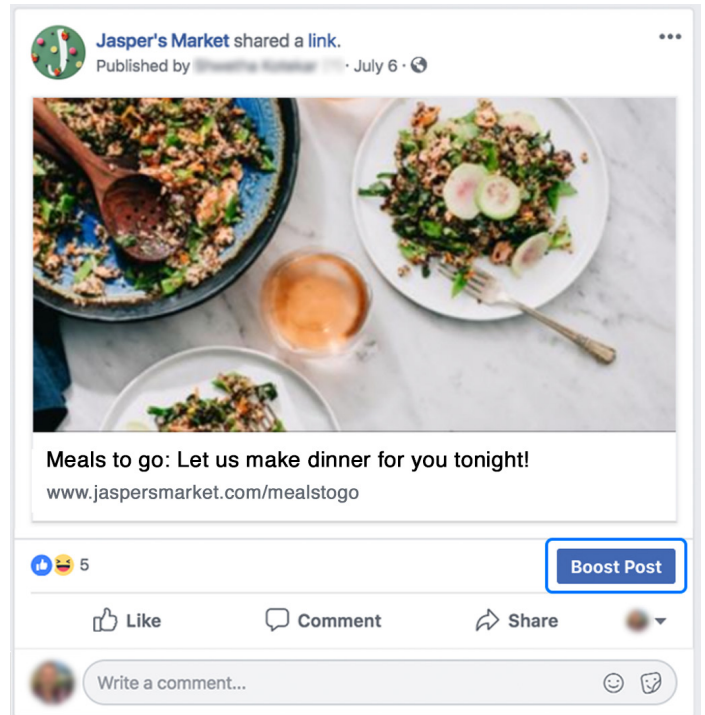 Jasper's Market shared a link.
Published by · July 6 ·
Meals to go: Let us make dinner for you tonight!
www.jaspersmarket.com/mealstogo
5
Boost Post
Like
Comment
Share
Write a comment...